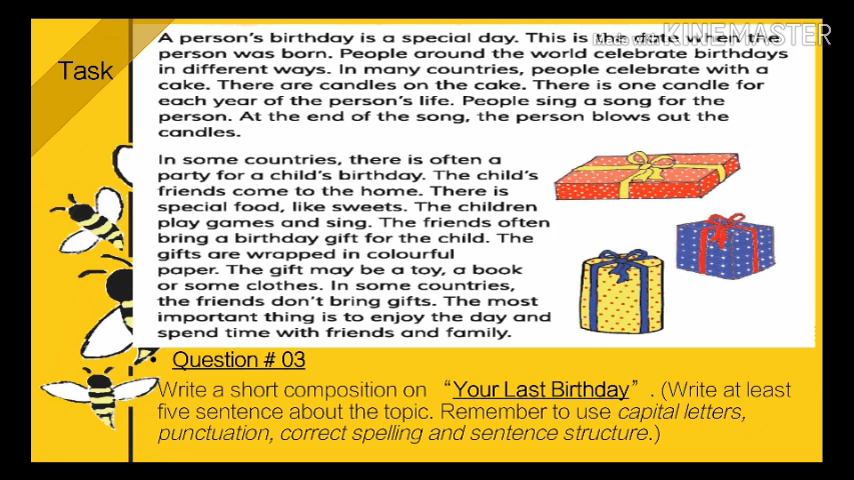 A person's birthday is a special day. This is the date when the
Made with KINEMASTER
person was born. People around the world celebrate birthdays
in different ways. In many countries, people celebrate with a
Task
cake. There are candles on the cake. There is one candle for
each year of the person's life. People sing a song for the
person. At the end of the song, the person blows out the
candles.
In some countries, there is often a
party for a child's birthday. The child's
friends come to the home. There is
special food, like sweets. The children
play games and sing. The friends often
bring a birthday gift for the child. The
gifts are wrapped in colourful
paper. The gift may be a toy, a book
or some clothes. In some countries,
the friends don't bring gifts. The most
important thing is to enjoy the day and
spend time with friends and family.
• Question # 03
Write a short composition on “Your Last Birthday” . (Write at least
five sentence about the topic. Remember to use capital letters,
punctuation, correct spelling and sentence structure.)